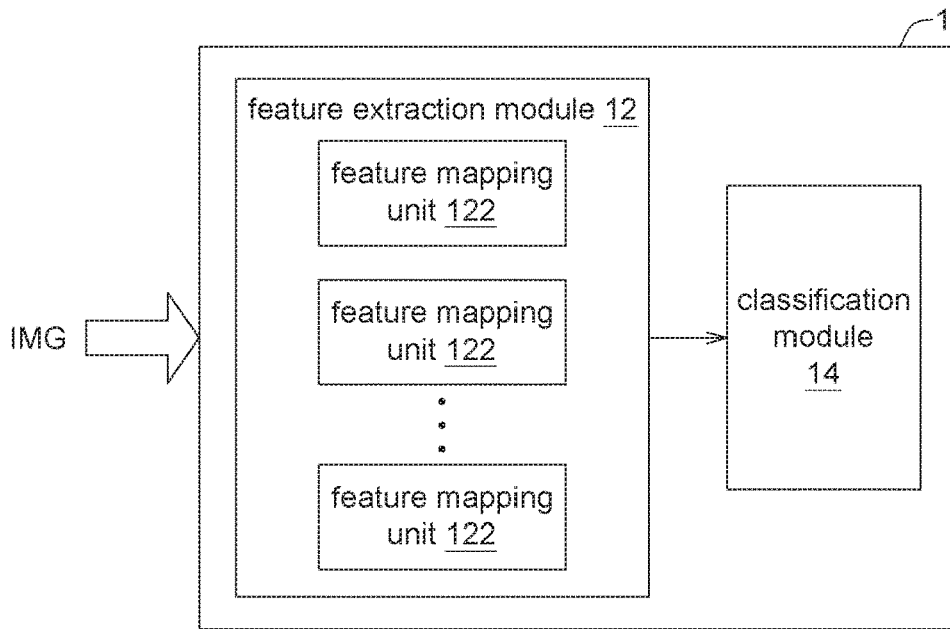 1
feature extraction module 12
feature mapping
unit 122
feature mapping
unit 122
feature mapping
unit 122
IMG
classification
module
14